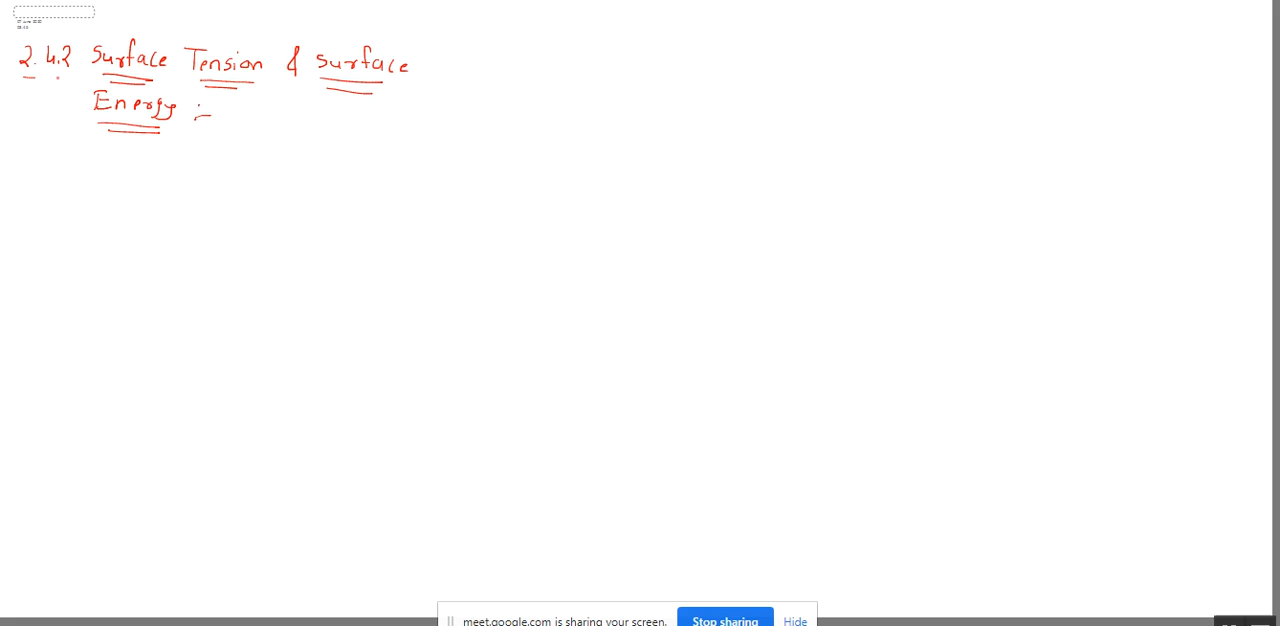 2.4.2 Surface Tension & surface
Energy :-
meet.google.com is sharing your screen.
Stop sharing
Hide